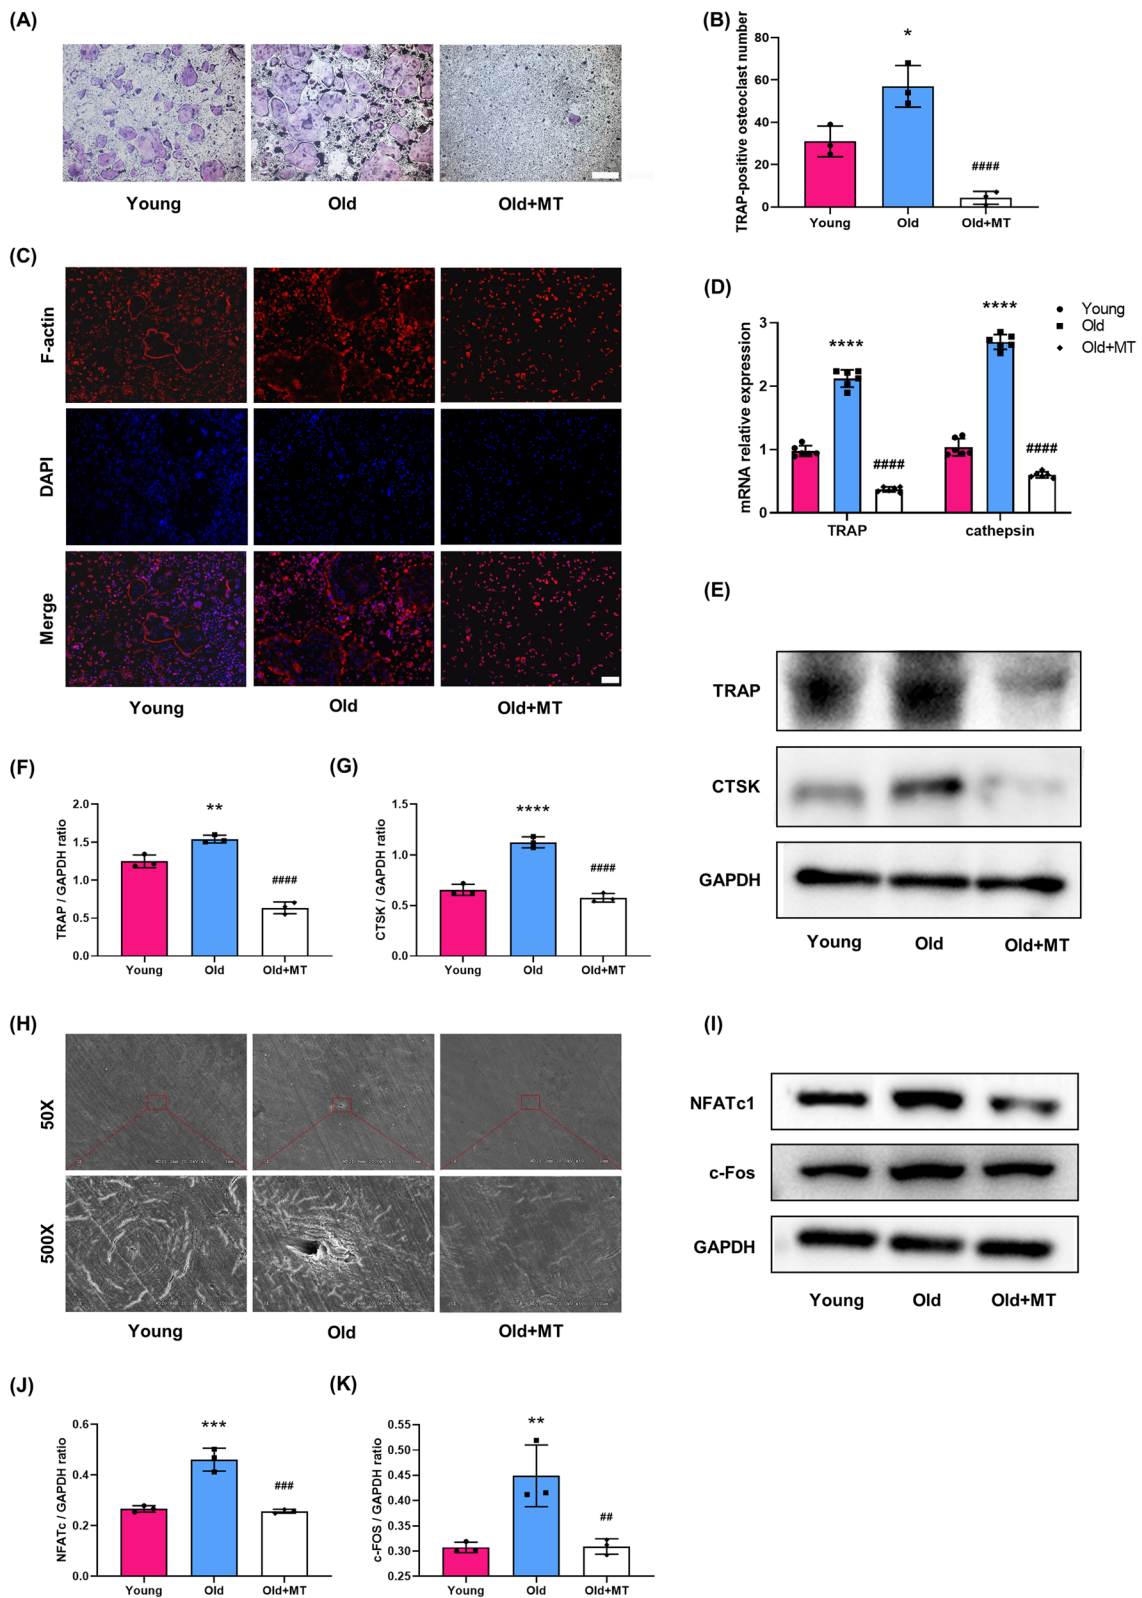 (A)
Young Old Old+MT
(B)
TRAP-positive osteoclast number
80
60
40
20
0
*
####
Young Old Old+MT
(C)
F-actin
DAPI
Merge
Young Old Old+MT
(D)
mRNA relative expression
3
2
1
0
****
####
****
####
TRAP cathepsin
Young
Old
Old+MT
(E)
TRAP
CTSK
GAPDH
Young Old Old+MT
(F)
TRAP / GAPDH ratio
2.0
1.5
1.0
0.5
0.0
**
####
Young Old Old+MT
(G)
CTSK / GAPDH ratio
1.5
1.0
0.5
0.0
****
####
Young Old Old+MT
(H)
50X
500X
Young Old Old+MT
(I)
NFATc1
c-Fos
GAPDH
Young Old Old+MT
(J)
NFATc / GAPDH ratio
0.6
0.4
0.2
0.0
***
###
Young Old Old+MT
(K)
c-FOS / GAPDH ratio
0.55
0.50
0.45
0.40
0.35
0.30
0.25
**
##
Young Old Old+MT